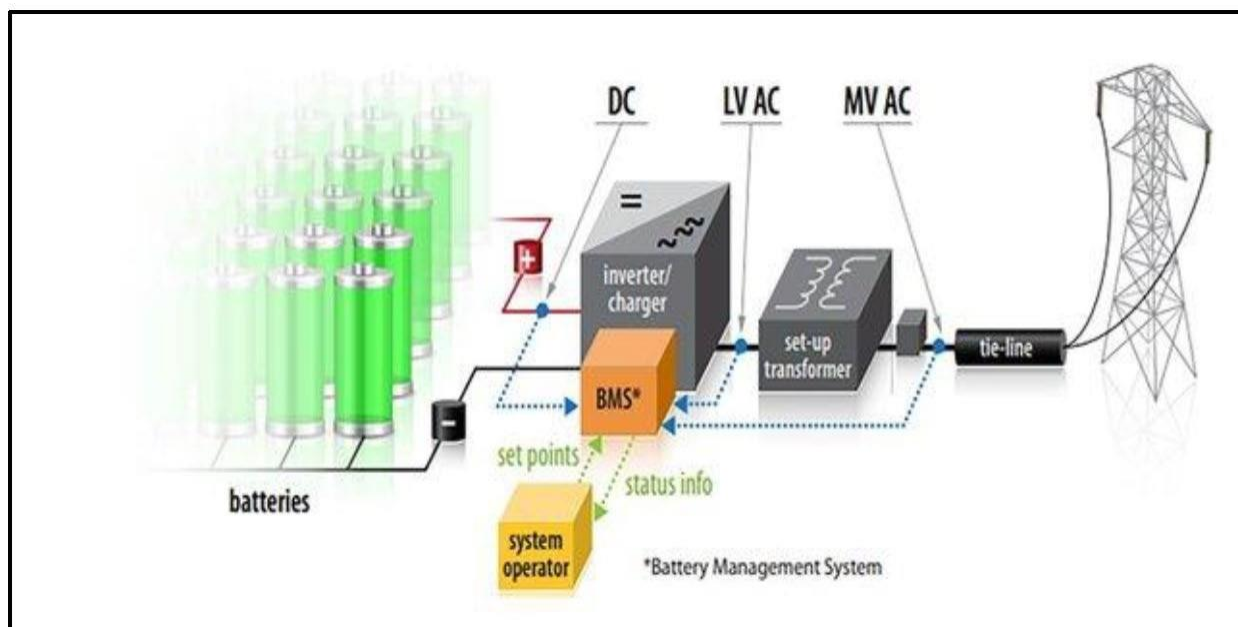 DC
LV AC
MV AC
+
=
~~~
inverter/
charger
set-up
transformer
tie-line
BMS*
-
set points
status info
batteries
system
operator
*Battery Management System